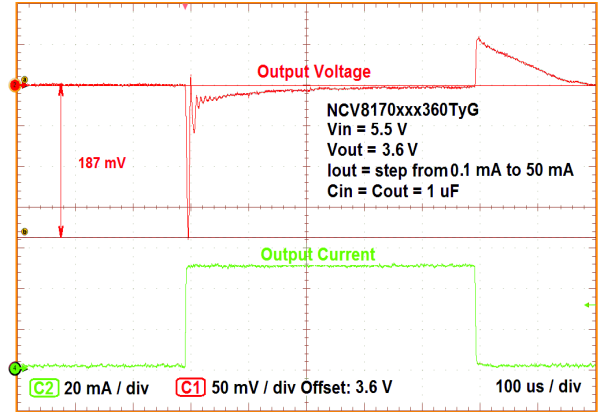 a
Output Voltage
NCV8170xxx360TyG
Vin = 5.5 V
Vout = 3.6 V
Iout = step from 0.1 mA to 50 mA
Cin = Cout = 1 uF
187 mV
b
Output Current
C2 20 mA / div C1 50 mV / div Offset: 3.6 V 100 us / div